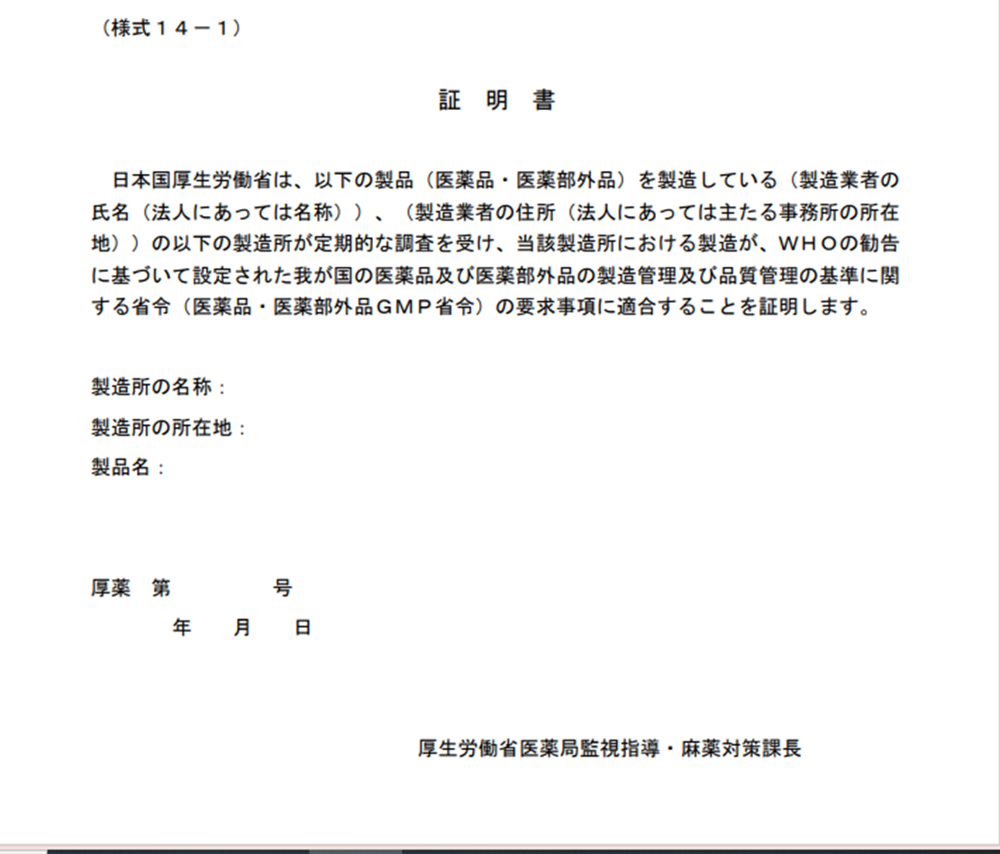 （様式１４－１）
証　明　書
　日本国厚生労働省は、以下の製品（医薬品・医薬部外品）を製造している（製造業者の
氏名（法人にあっては名称））、（製造業者の住所（法人にあっては主たる事務所の所在
地））の以下の製造所が定期的な調査を受け、当該製造所における製造が、ＷＨＯの勧告
に基づいて設定された我が国の医薬品及び医薬部外品の製造管理及び品質管理の基準に関
する省令（医薬品・医薬部外品ＧＭＰ省令）の要求事項に適合することを証明します。
製造所の名称：
製造所の所在地：
製品名：
厚薬　第　　　　　号
年　　月　　日
厚生労働省医薬局監視指導・麻薬対策課長